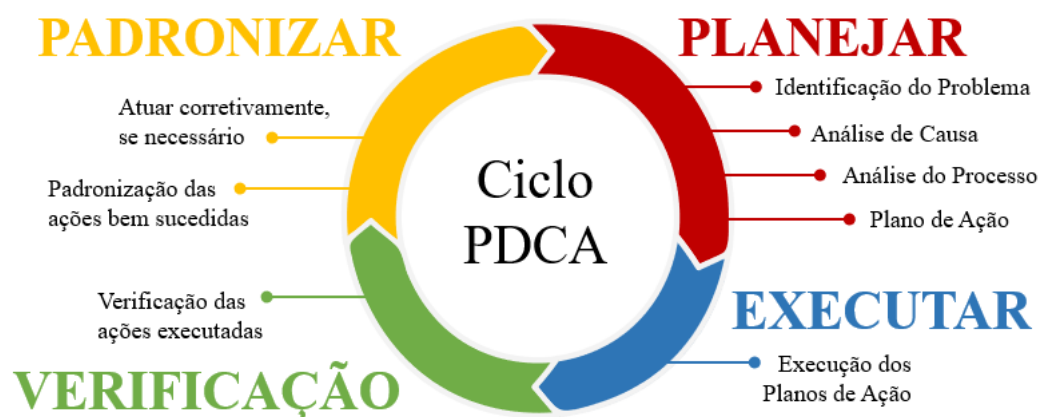 PADRONIZAR
Atuar corretivamente,
se necessário
Padronização das
ações bem sucedidas
PLANEJAR
Identificação do Problema
Análise de Causa
Análise do Processo
Plano de Ação
Ciclo
PDCA
EXECUTAR
Execução dos
Planos de Ação
Verificação das
ações executadas
VERIFICAÇÃO